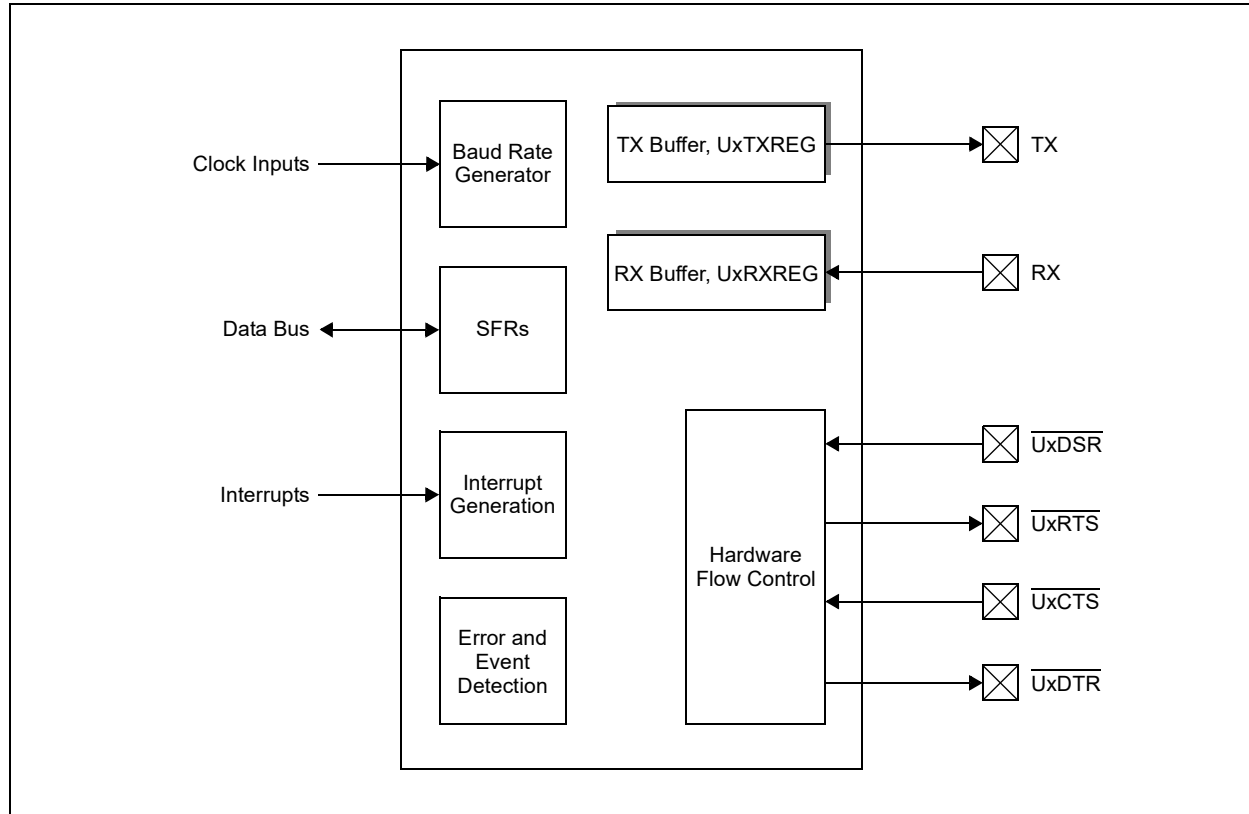 Clock Inputs
Baud Rate
Generator
TX Buffer, UxTXREG
TX
RX Buffer, UxRXREG
RX
Data Bus
SFRs
Interrupts
Interrupt
Generation
Error and
Event
Detection
Hardware
Flow Control
UxDSR
UxRTS
UxCTS
UxDTR